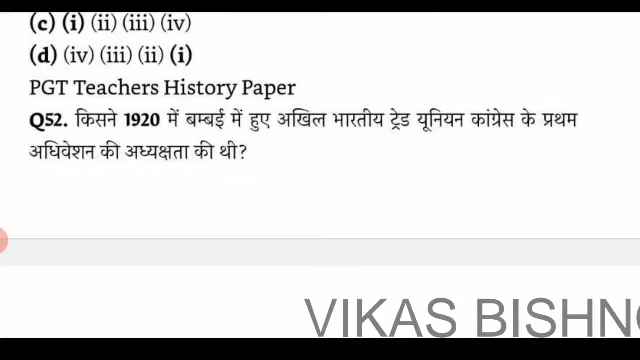 (c) (i) (ii) (iii) (iv)
(d) (iv) (iii) (ii) (i)
PGT Teachers History Paper
Q52. किसने 1920 में बम्बई में हुए अखिल भारतीय ट्रेड यूनियन कांग्रेस के प्रथम
अधिवेशन की अध्यक्षता की थी?
VIKAS